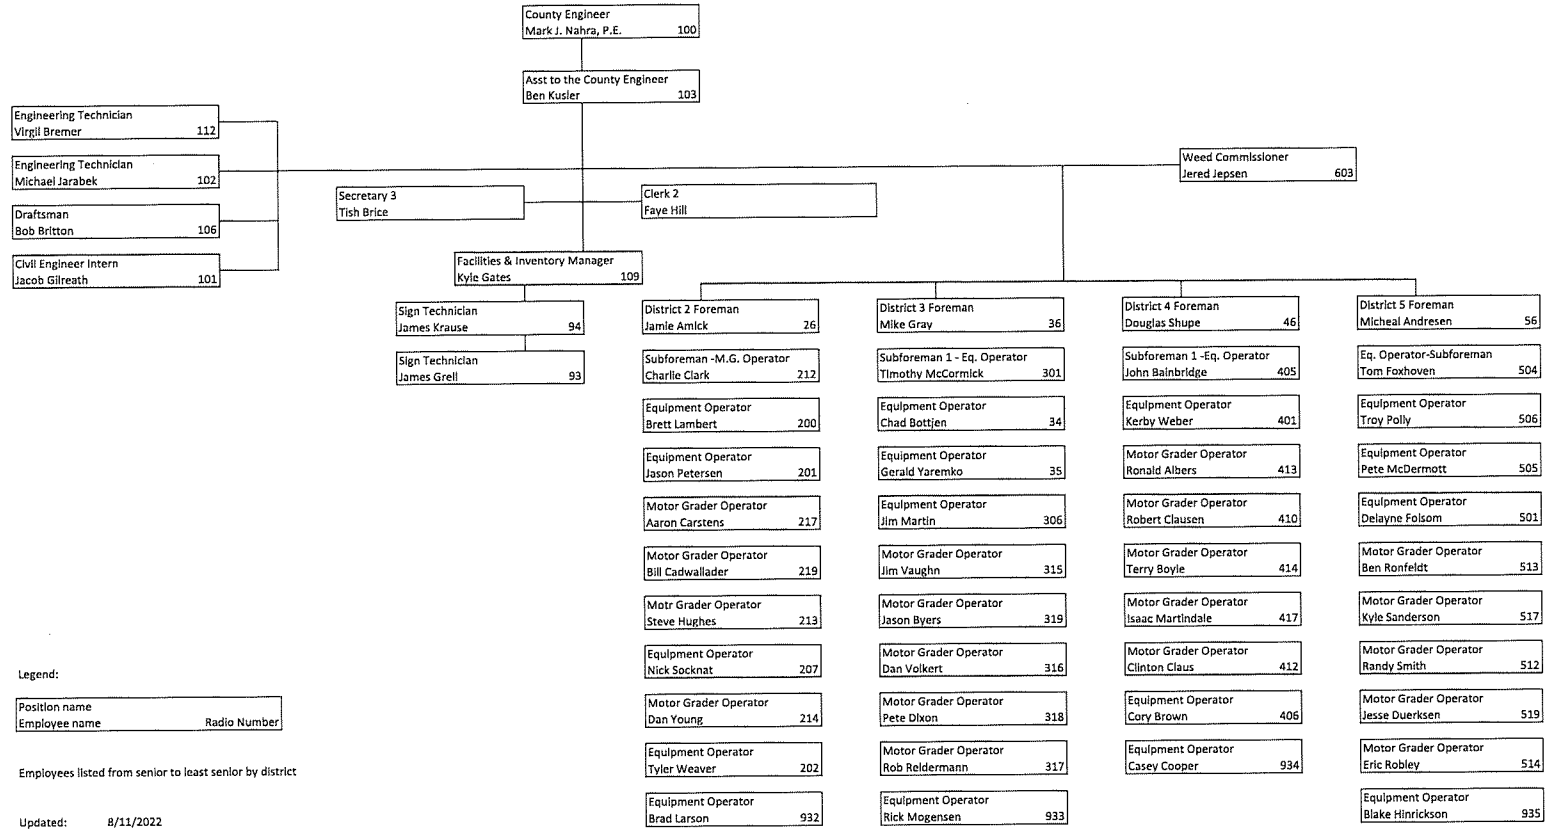 County Engineer
Mark J. Nahra, P.E. 100
Asst to the County Engineer
Ben Kusler 103
Engineering Technician
Virgil Bremer 112
Engineering Technician
Michael Jarabek 102
Draftsman
Bob Britton 106
Civil Engineer Intern
Jacob Gilreath 101
Weed Commissioner
Jered Jepsen 603
Secretary 3
Tish Brice
Clerk 2
Faye Hill
Facilities & Inventory Manager
Kyle Gates 109
Sign Technician
James Krause 94
Sign Technician
James Grell 93
District 2 Foreman
Jamie Amick 26
Subforeman -M.G. Operator
Charlie Clark 212
Equipment Operator
Brett Lambert 200
Equipment Operator
Jason Petersen 201
Motor Grader Operator
Aaron Carstens 217
Motor Grader Operator
Bill Cadwallader 219
Motr Grader Operator
Steve Hughes 213
Equipment Operator
Nick Socknat 207
Motor Grader Operator
Dan Young 214
Equipment Operator
Tyler Weaver 202
Equipment Operator
Brad Larson 932
District 3 Foreman
Mike Gray 36
Subforeman 1 - Eq. Operator
Timothy McCormick 301
Equipment Operator
Chad Bottjen 34
Equipment Operator
Gerald Yaremko 35
Equipment Operator
Jim Martin 306
Motor Grader Operator
Jim Vaughn 315
Motor Grader Operator
Jason Byers 319
Motor Grader Operator
Dan Volkert 316
Motor Grader Operator
Pete Dixon 318
Motor Grader Operator
Rob Reidermann 317
Equipment Operator
Rick Mogensen 933
District 4 Foreman
Douglas Shupe 46
Subforeman 1 -Eq. Operator
John Bainbridge 405
Equipment Operator
Kerby Weber 401
Motor Grader Operator
Ronald Albers 413
Motor Grader Operator
Robert Clausen 410
Motor Grader Operator
Terry Boyle 414
Motor Grader Operator
Isaac Martindale 417
Motor Grader Operator
Clinton Claus 412
Equipment Operator
Cory Brown 406
Equipment Operator
Casey Cooper 934
District 5 Foreman
Micheal Andresen 56
Eq. Operator-Subforeman
Tom Foxhoven 504
Equipment Operator
Troy Polly 506
Equipment Operator
Pete McDermott 505
Equipment Operator
Delayne Folsom 501
Motor Grader Operator
Ben Ronfeldt 513
Motor Grader Operator
Kyle Sanderson 517
Motor Grader Operator
Randy Smith 512
Motor Grader Operator
Jesse Duerksen 519
Motor Grader Operator
Eric Robley 514
Equipment Operator
Blake Hinrickson 935
Legend:
Position name
Employee name Radio Number
Employees listed from senior to least senior by district
Updated: 8/11/2022